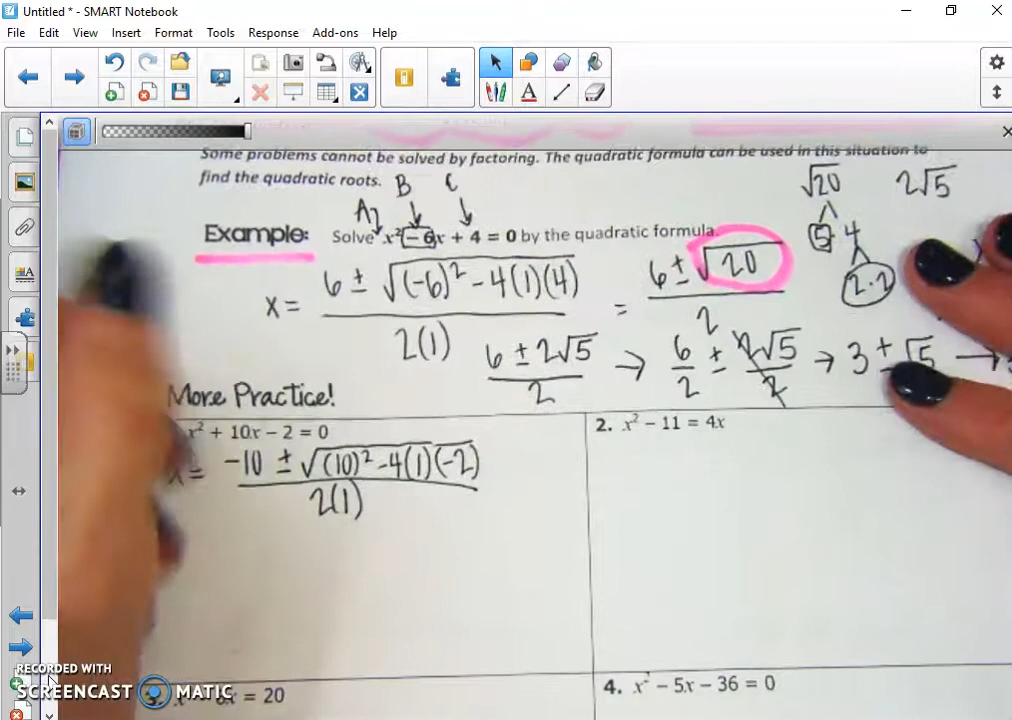 Untitled * - SMART Notebook
File Edit View Insert Format Tools Response Add-ons Help
Some problems cannot be solved by factoring. The quadratic formula can be used in this situation to
find the quadratic roots.
A B C
√20 2√5
Example: Solve x² - 6x + 4 = 0 by the quadratic formula.
5 · 4
2 · 2
x = 6 ± √(-6)² - 4(1)(4) / 2(1) = 6 ± √20 / 2
6 ± 2√5 / 2 → 6/2 ± 2√5/2 → 3 ± √5 →
More Practice!
x² + 10x - 2 = 0
x = -10 ± √(10)² - 4(1)(-2) / 2(1)
2. x² - 11 = 4x
= 20
4. x² - 5x - 36 = 0
RECORDED WITH
SCREENCAST MATIC